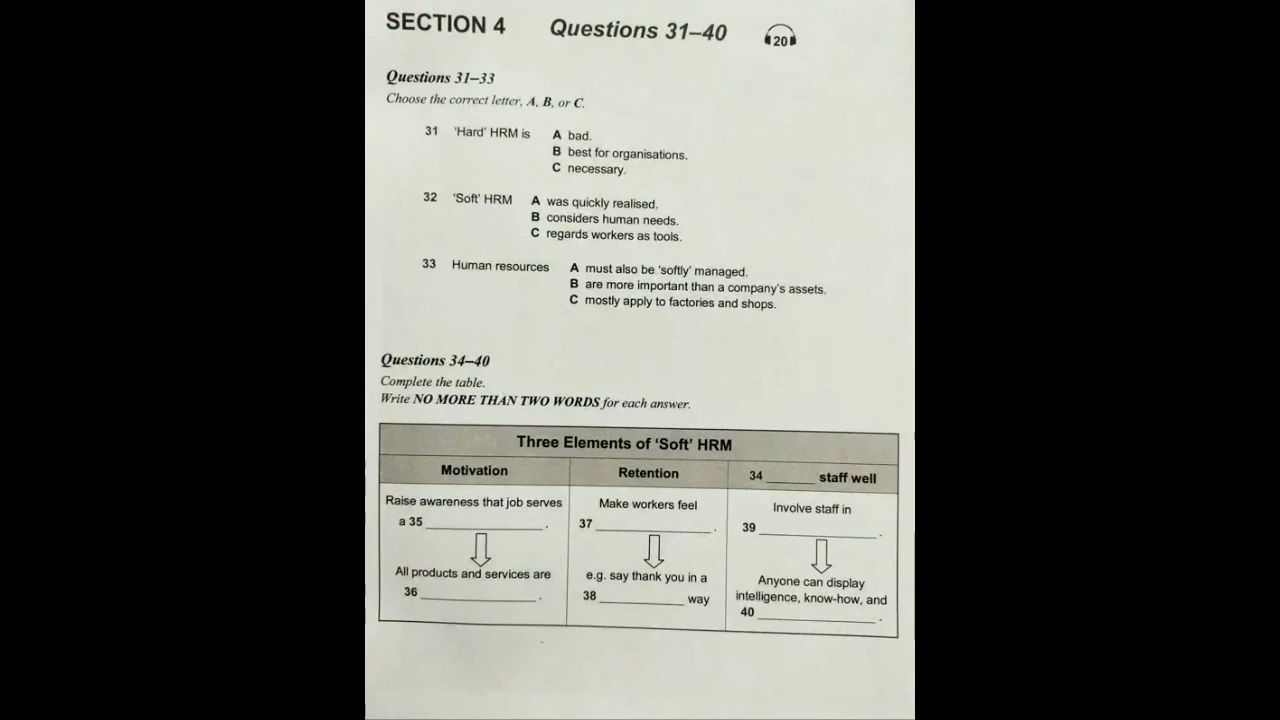 SECTION 4 Questions 31–40 20
Questions 31–33
Choose the correct letter, A, B, or C.
31 'Hard' HRM is A bad.
B best for organisations.
C necessary.
32 'Soft' HRM A was quickly realised.
B considers human needs.
C regards workers as tools.
33 Human resources A must also be 'softly' managed.
B are more important than a company's assets.
C mostly apply to factories and shops.
Questions 34–40
Complete the table.
Write NO MORE THAN TWO WORDS for each answer.
Three Elements of 'Soft' HRM
Motivation
Raise awareness that job serves
a 35 ____________ .
All products and services are
36 ____________ .
Retention
Make workers feel
37 ____________ .
e.g. say thank you in a
38 ____________ way
34 ______ staff well
Involve staff in
39 ____________ .
Anyone can display
intelligence, know-how, and
40 ____________ .